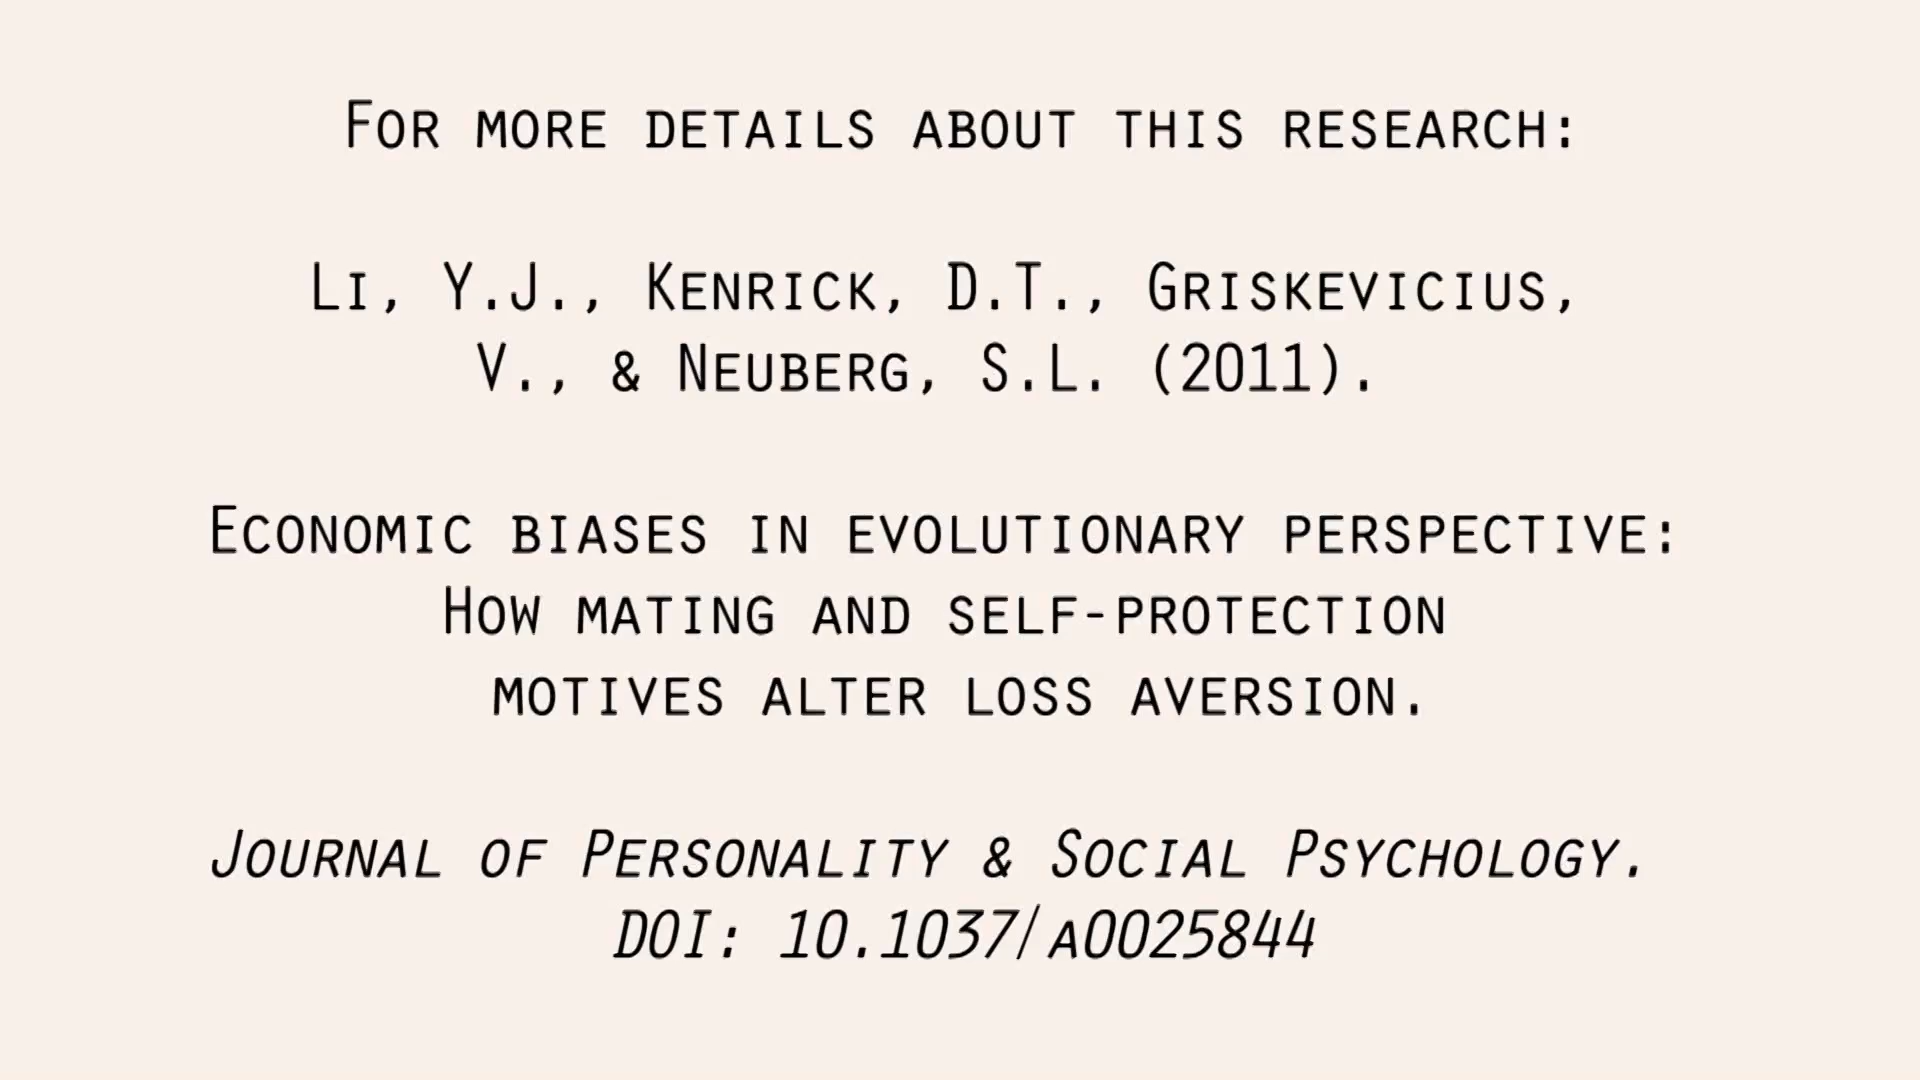 For more details about this research:
Li, Y.J., Kenrick, D.T., Griskevicius,
V., & Neuberg, S.L. (2011).
Economic biases in evolutionary perspective:
How mating and self-protection
motives alter loss aversion.
Journal of Personality & Social Psychology.
DOI: 10.1037/a0025844